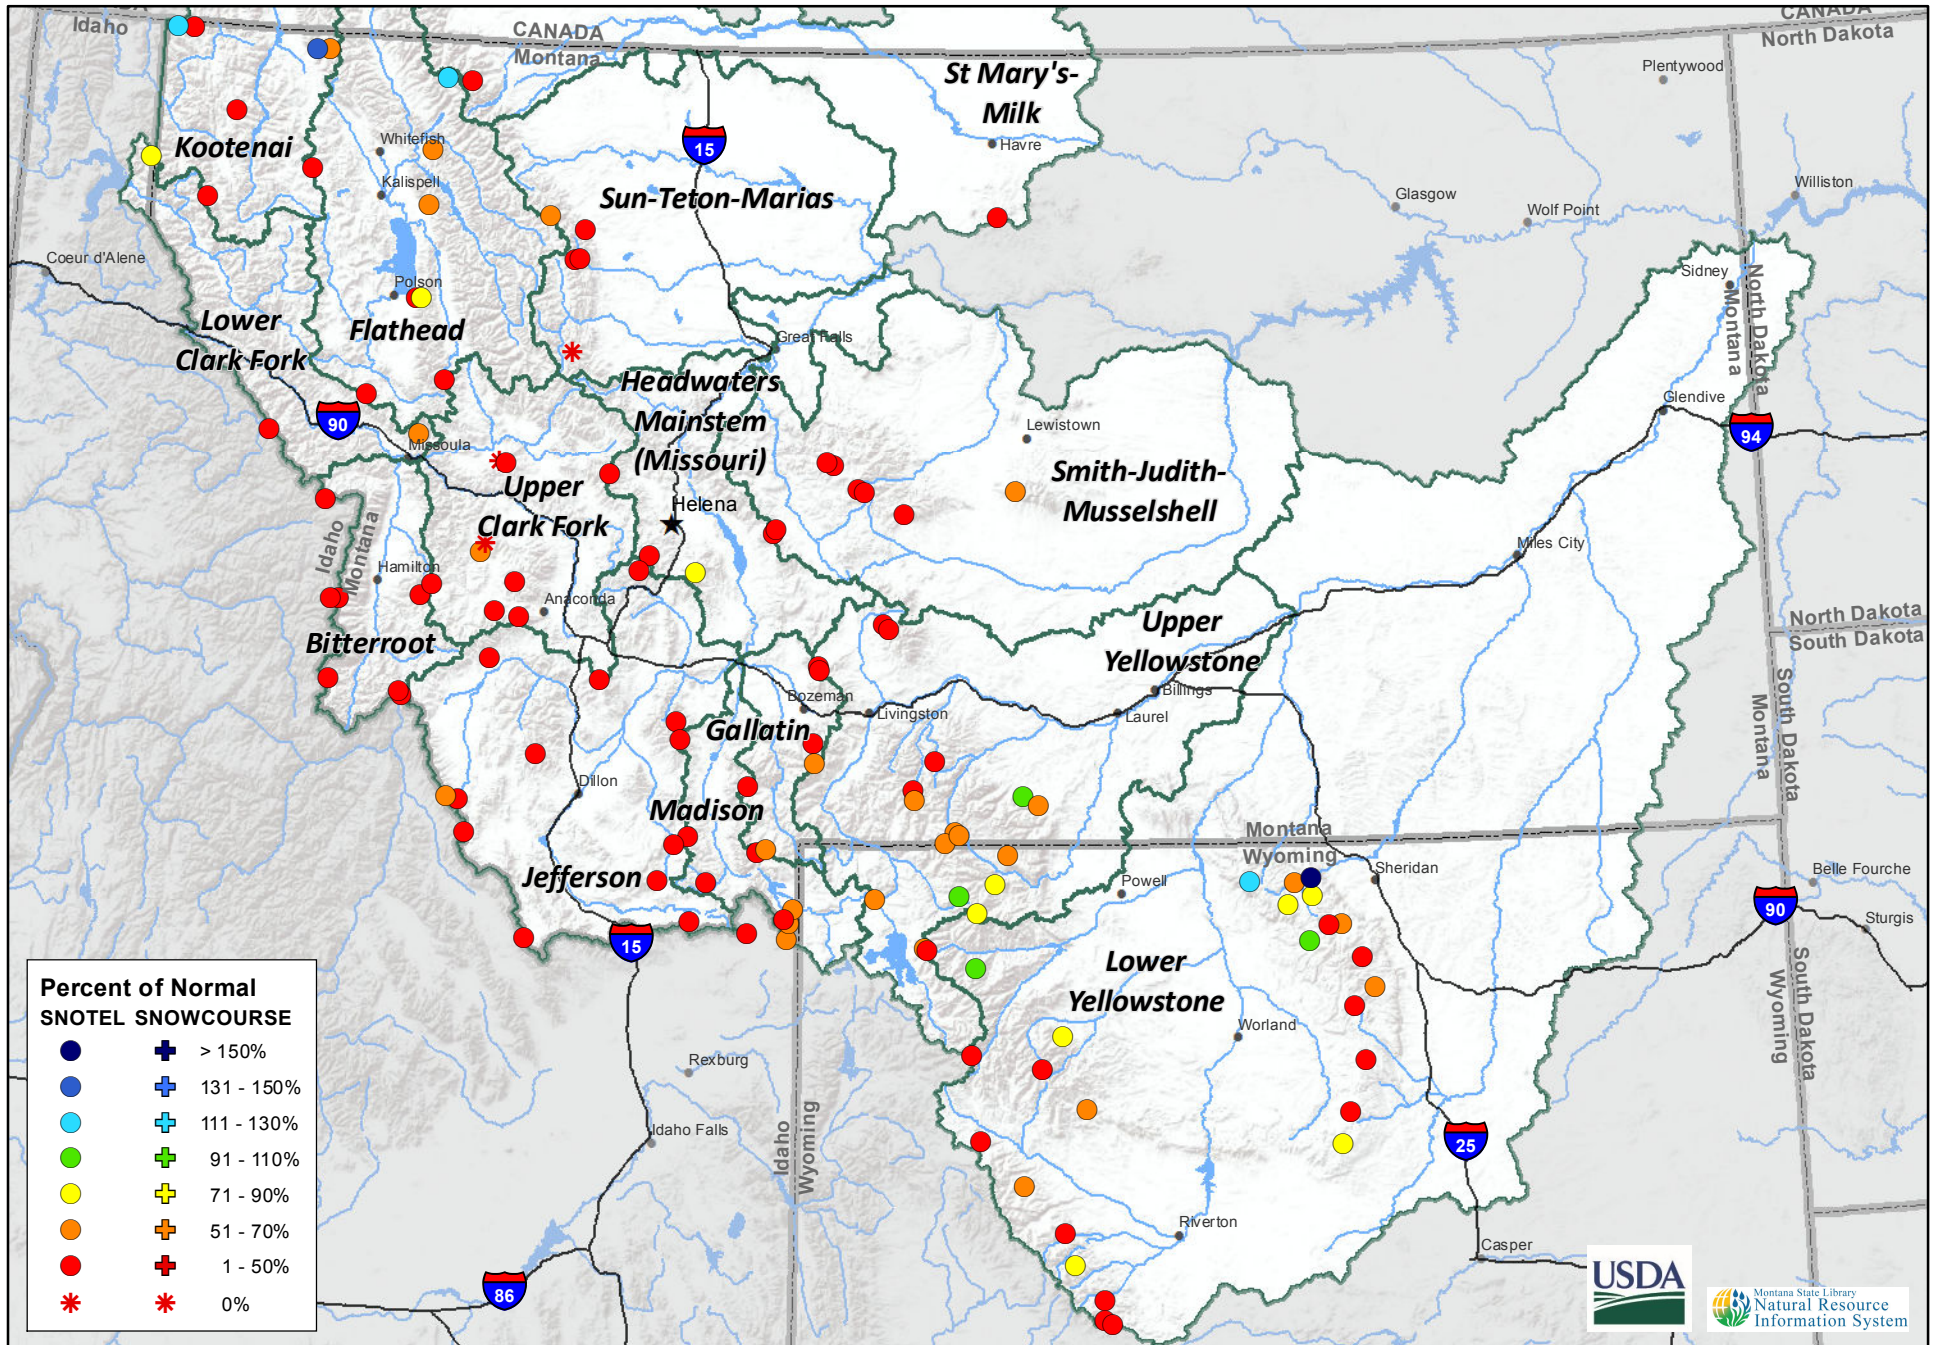 Idaho
CANADA
Montana
CANADA
North Dakota
Plentywood
St Mary's-
Milk
Havre
Whitefish
Kootenai
15
Kalispell
Sun-Teton-Marias
Glasgow
Wolf Point
Williston
Coeur d'Alene
Polson
Sidney
Montana
North Dakota
Lower
Clark Fork
Flathead
Great Falls
Headwaters
Mainstem
(Missouri)
Glendive
90
Missoula
Lewistown
94
Smith-Judith-
Musselshell
Upper
Clark Fork
Helena
Idaho
Montana
Hamilton
Miles City
Anaconda
Bitterroot
Upper
Yellowstone
North Dakota
South Dakota
Bozeman
Livingston
Billings
Laurel
Gallatin
Montana
South Dakota
Dillon
Madison
Montana
Wyoming
Jefferson
Powell
Sheridan
Belle Fourche
90
Sturgis
15
Lower
Yellowstone
Wyoming
South Dakota
Worland
Rexburg
Idaho Falls
Idaho
Wyoming
25
Riverton
Casper
86
Percent of Normal
SNOTEL SNOWCOURSE
> 150%
131 - 150%
111 - 130%
91 - 110%
71 - 90%
51 - 70%
1 - 50%
0%
USDA
Montana State Library
Natural Resource
Information System